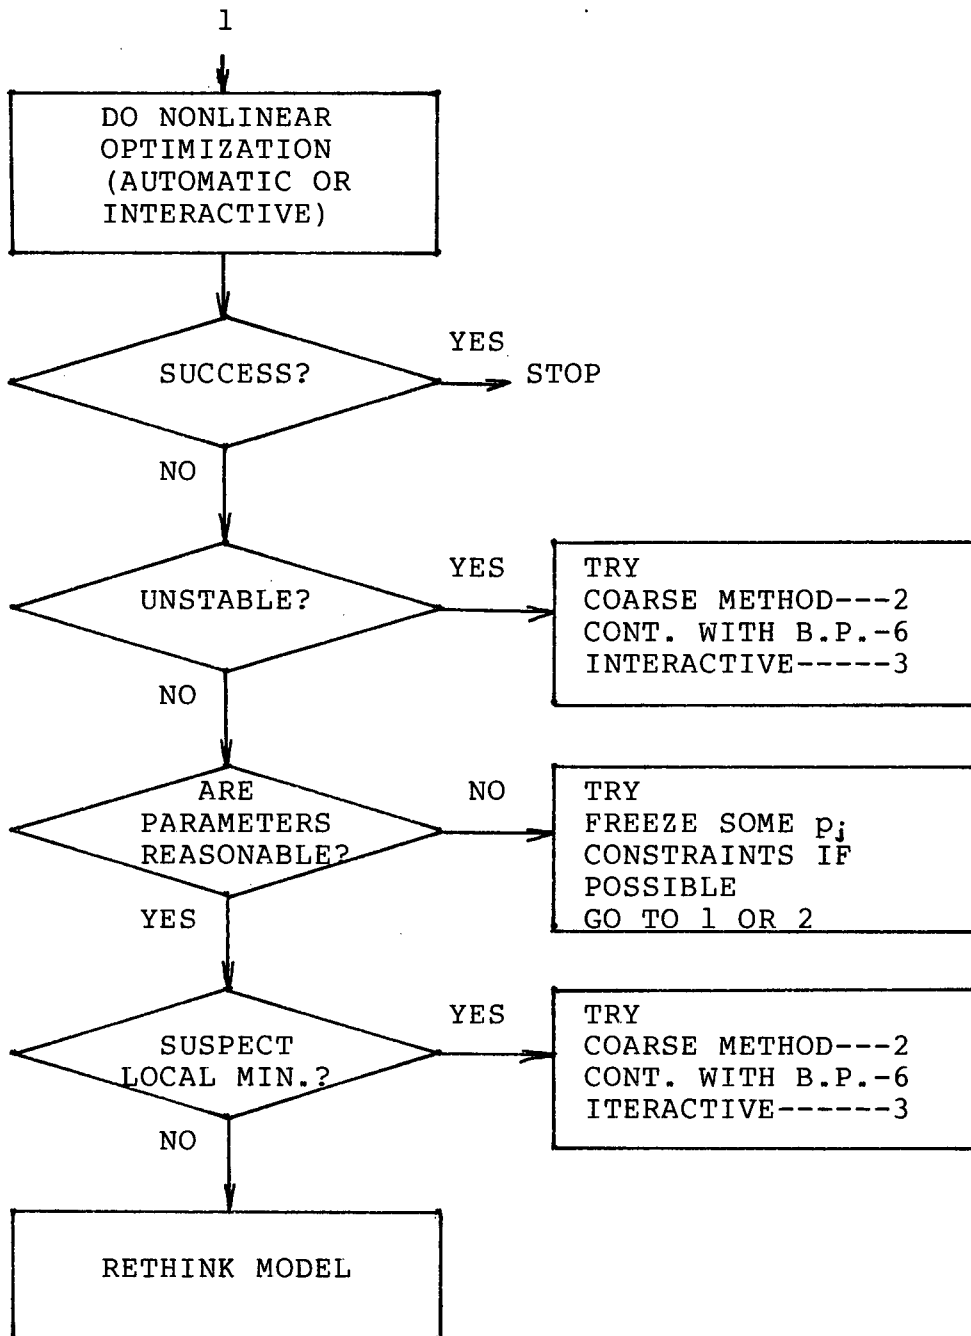 1
DO NONLINEAR
OPTIMIZATION
(AUTOMATIC OR
INTERACTIVE)
YES
SUCCESS?
STOP
NO
YES
UNSTABLE?
TRY
COARSE METHOD---2
CONT. WITH B.P.-6
INTERACTIVE-----3
NO
ARE
PARAMETERS
REASONABLE?
NO
TRY
FREEZE SOME pj
CONSTRAINTS IF
POSSIBLE
GO TO 1 OR 2
YES
SUSPECT
LOCAL MIN.?
YES
TRY
COARSE METHOD---2
CONT. WITH B.P.-6
ITERACTIVE------3
NO
RETHINK MODEL